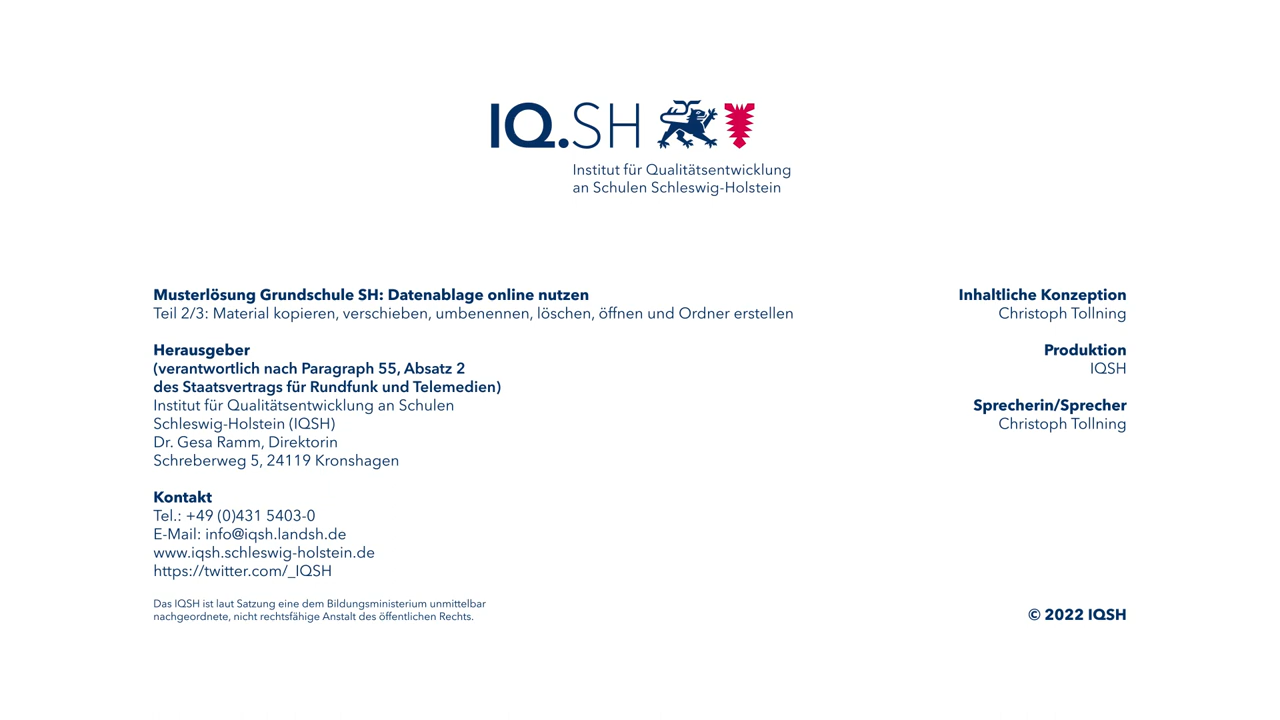 IQ.SH
Institut für Qualitätsentwicklung
an Schulen Schleswig-Holstein
Musterlösung Grundschule SH: Datenablage online nutzen
Teil 2/3: Material kopieren, verschieben, umbenennen, löschen, öffnen und Ordner erstellen
Herausgeber
(verantwortlich nach Paragraph 55, Absatz 2
des Staatsvertrags für Rundfunk und Telemedien)
Institut für Qualitätsentwicklung an Schulen
Schleswig-Holstein (IQSH)
Dr. Gesa Ramm, Direktorin
Schreberweg 5, 24119 Kronshagen
Kontakt
Tel.: +49 (0)431 5403-0
E-Mail: info@iqsh.landsh.de
www.iqsh.schleswig-holstein.de
https://twitter.com/_IQSH
Das IQSH ist laut Satzung eine dem Bildungsministerium unmittelbar
nachgeordnete, nicht rechtsfähige Anstalt des öffentlichen Rechts.
Inhaltliche Konzeption
Christoph Tollning
Produktion
IQSH
Sprecherin/Sprecher
Christoph Tollning
© 2022 IQSH